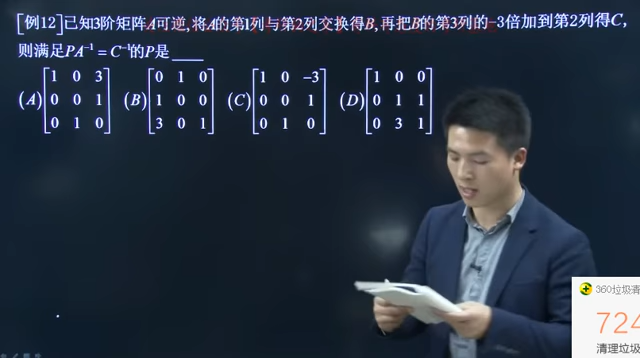 [例12]已知3阶矩阵A可逆,将A的第1列与第2列交换得B,再把B的第3列的-3倍加到第2列得C,
则满足PA⁻¹=C⁻¹的P是____
(A)[1 0 3 (B)[0 1 0 (C)[1 0 -3 (D)[1 0 0
0 0 1 1 0 0 0 0 1 0 1 1
0 1 0] 3 0 1] 0 1 0] 0 3 1]
360垃圾清
724
清理垃圾